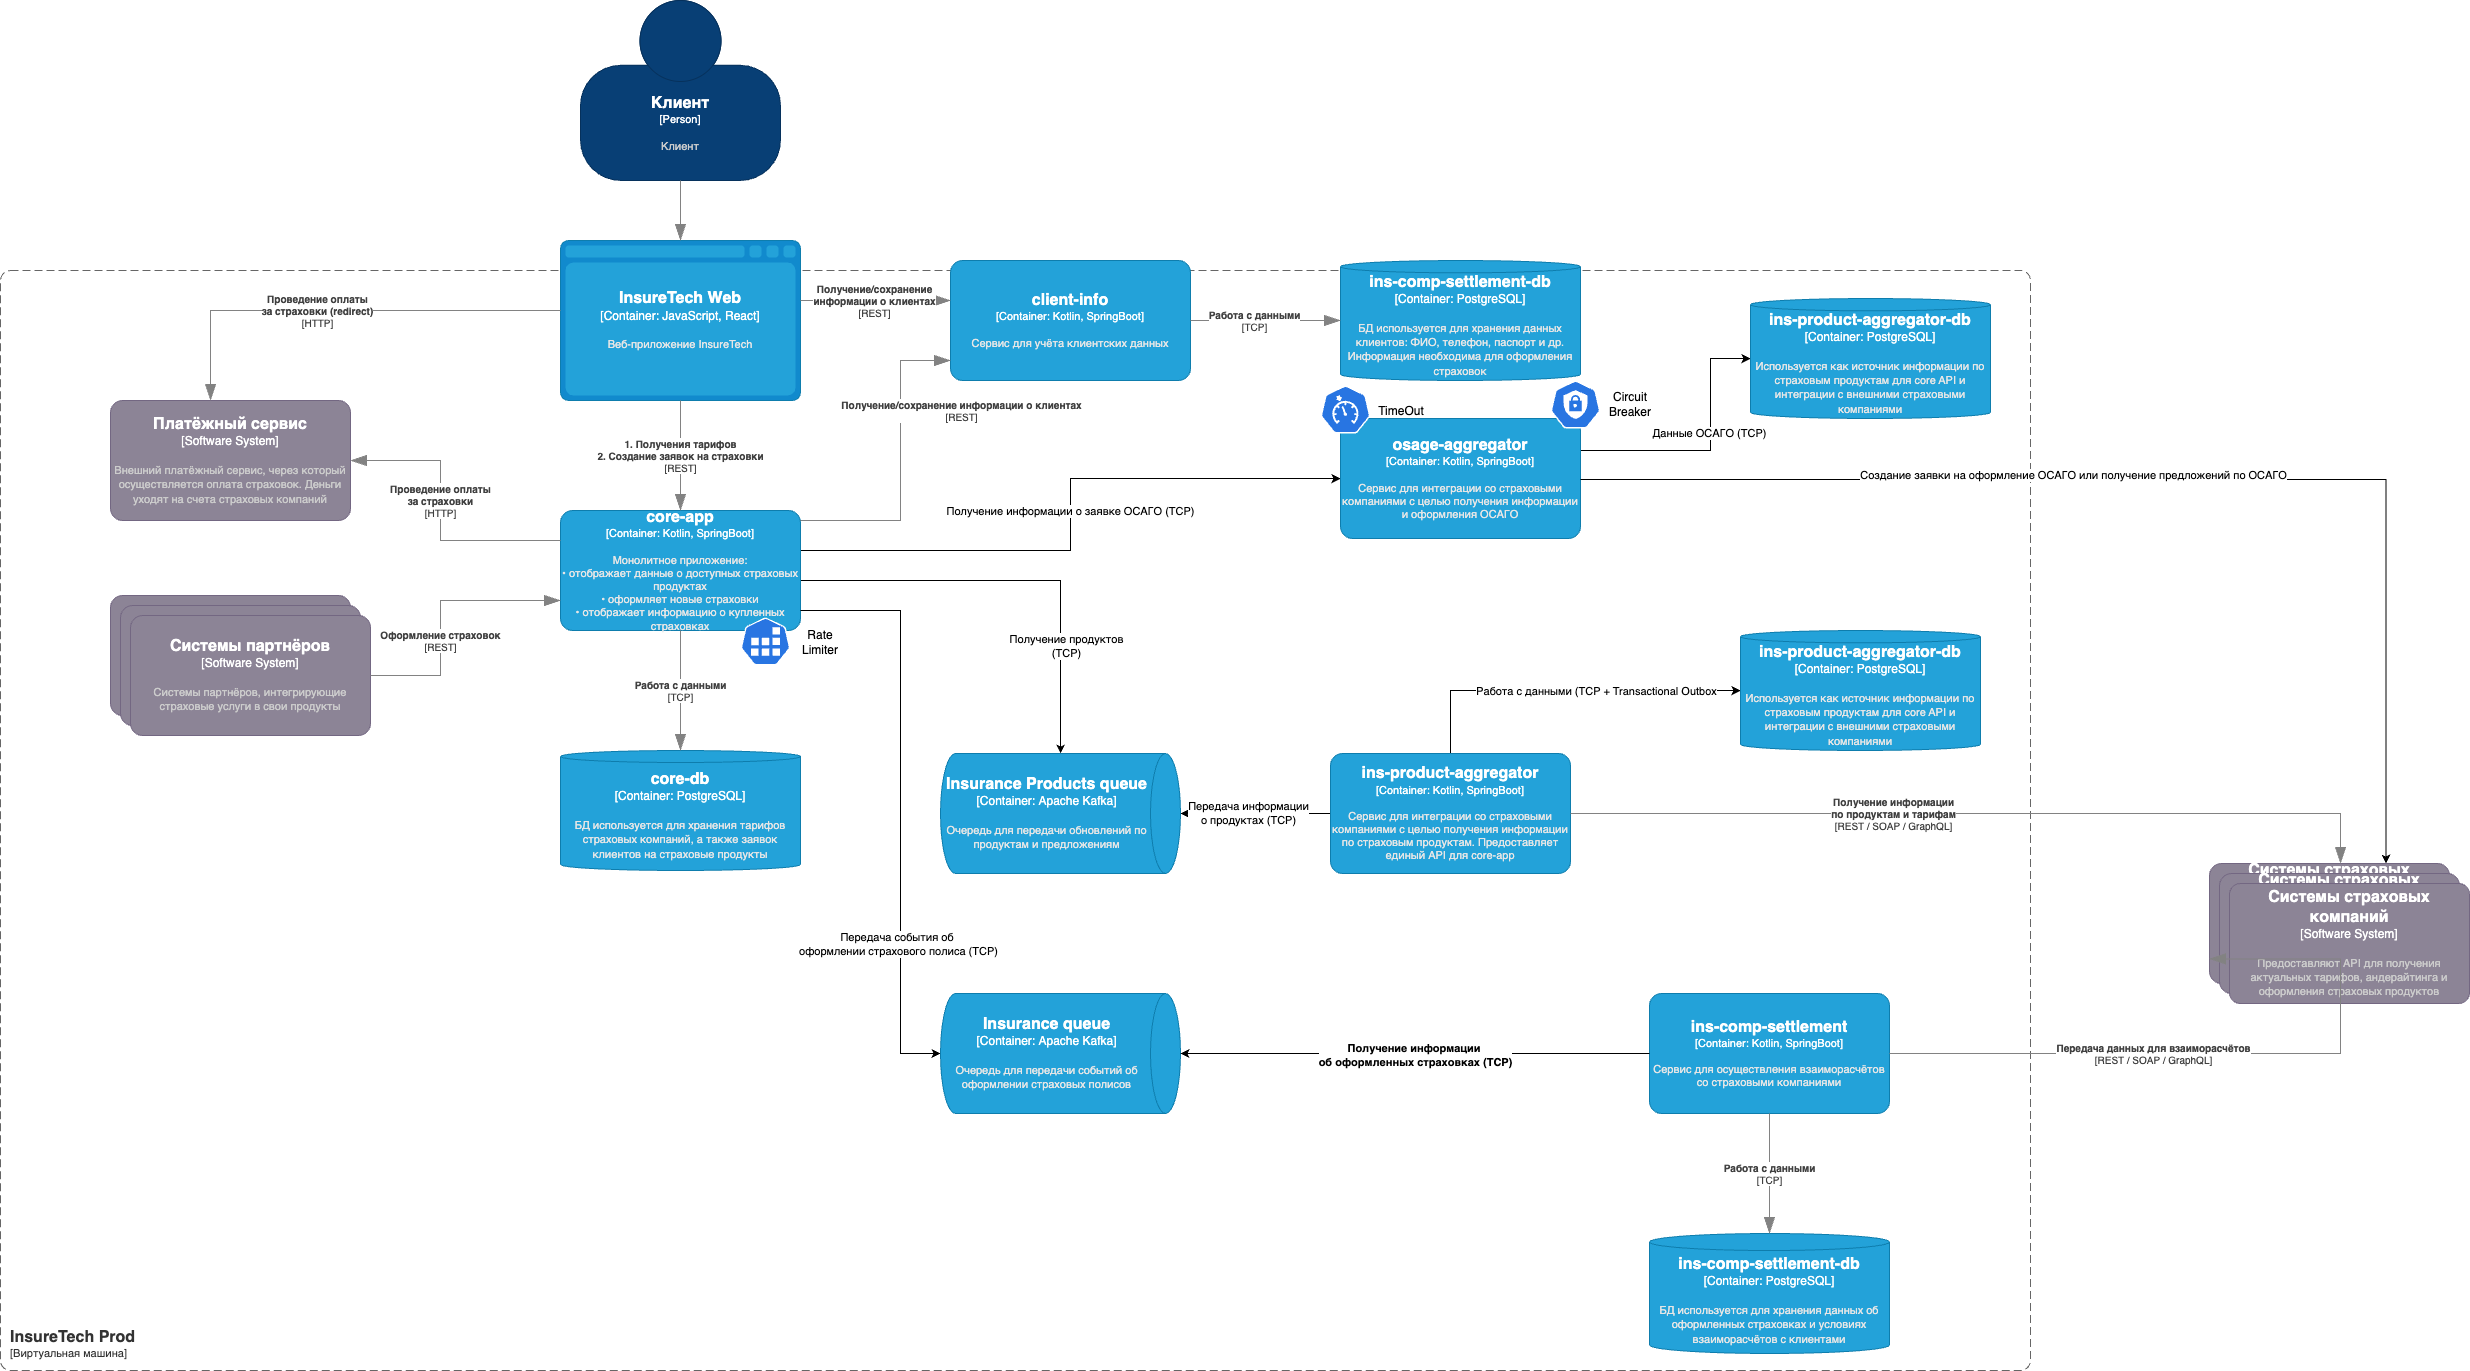 Клиент
[Person]
Клиент
InsureTech Web
[Container: JavaScript, React]
Веб-приложение InsureTech
Проведение оплаты
за страховки (redirect)
[HTTP]
Получение/сохранение
информации о клиентах
[REST]
client-info
[Container: Kotlin, SpringBoot]
Сервис для учёта клиентских данных
Работа с данными
[TCP]
ins-comp-settlement-db
[Container: PostgreSQL]
БД используется для хранения данных
клиентов: ФИО, телефон, паспорт и др.
Информация необходима для оформления
страховок
ins-product-aggregator-db
[Container: PostgreSQL]
Используется как источник информации по
страховым продуктам для core API и
интеграции с внешними страховыми
компаниями
Платёжный сервис
[Software System]
Внешний платёжный сервис, через который
осуществляется оплата страховок. Деньги
уходят на счета страховых компаний
Проведение оплаты
за страховки
[HTTP]
1. Получения тарифов
2. Создание заявок на страховки
[REST]
Получение/сохранение информации о клиентах
[REST]
TimeOut
Circuit
Breaker
osage-aggregator
[Container: Kotlin, SpringBoot]
Сервис для интеграции со страховыми
компаниями с целью получения информации
и оформления ОСАГО
Данные ОСАГО (TCP)
Создание заявки на оформление ОСАГО или получение предложений по ОСАГО
Получение информации о заявке ОСАГО (TCP)
core-app
[Container: Kotlin, SpringBoot]
Монолитное приложение:
• отображает данные о доступных страховых
продуктах
• оформляет новые страховки
• отображает информацию о купленных
страховках
Rate
Limiter
Системы партнёров
[Software System]
Системы партнёров, интегрирующие
страховые услуги в свои продукты
Оформление страховок
[REST]
Получение продуктов
(TCP)
Работа с данными
[TCP]
core-db
[Container: PostgreSQL]
БД используется для хранения тарифов
страховых компаний, а также заявок
клиентов на страховые продукты
Работа с данными (TCP + Transactional Outbox
ins-product-aggregator-db
[Container: PostgreSQL]
Используется как источник информации по
страховым продуктам для core API и
интеграции с внешними страховыми
компаниями
Insurance Products queue
[Container: Apache Kafka]
Очередь для передачи обновлений по
продуктам и предложениям
Передача информации
о продуктах (TCP)
ins-product-aggregator
[Container: Kotlin, SpringBoot]
Сервис для интеграции со страховыми
компаниями с целью получения информации
по страховым продуктам. Предоставляет
единый API для core-app
Получение информации
по продуктам и тарифам
[REST / SOAP / GraphQL]
Системы страховых
Системы страховых
Системы страховых
компаний
[Software System]
Предоставляют API для получения
актуальных тарифов, андерайтинга и
оформления страховых продуктов
Передача события об
оформлении страхового полиса (TCP)
Insurance queue
[Container: Apache Kafka]
Очередь для передачи событий об
оформлении страховых полисов
Получение информации
об оформленных страховках (TCP)
ins-comp-settlement
[Container: Kotlin, SpringBoot]
Сервис для осуществления взаиморасчётов
со страховыми компаниями
Передача данных для взаиморасчётов
[REST / SOAP / GraphQL]
Работа с данными
[TCP]
ins-comp-settlement-db
[Container: PostgreSQL]
БД используется для хранения данных об
оформленных страховках и условиях
взаиморасчётов с клиентами
InsureTech Prod
[Виртуальная машина]